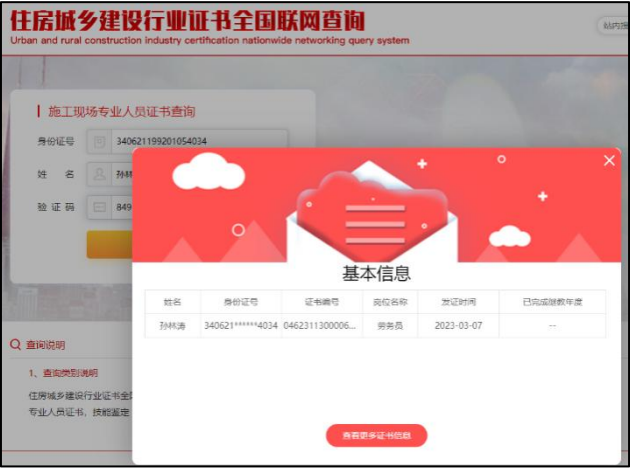 住房城乡建设行业证书全国联网查询
Urban and rural construction industry certification nationwide networking query system
站内搜
施工现场专业人员证书查询
身份证号 340621199201054034
姓 名 孙林
验 证 码 849
基本信息
姓名 身份证号 证书编号 岗位名称 发证时间 已完成继教年度
孙林涛 340621******4034 0462311300006... 劳务员 2023-03-07 --
查询说明
1、查询类别说明
住房城乡建设行业证书全
专业人员证书，技能鉴定
查看更多证书信息